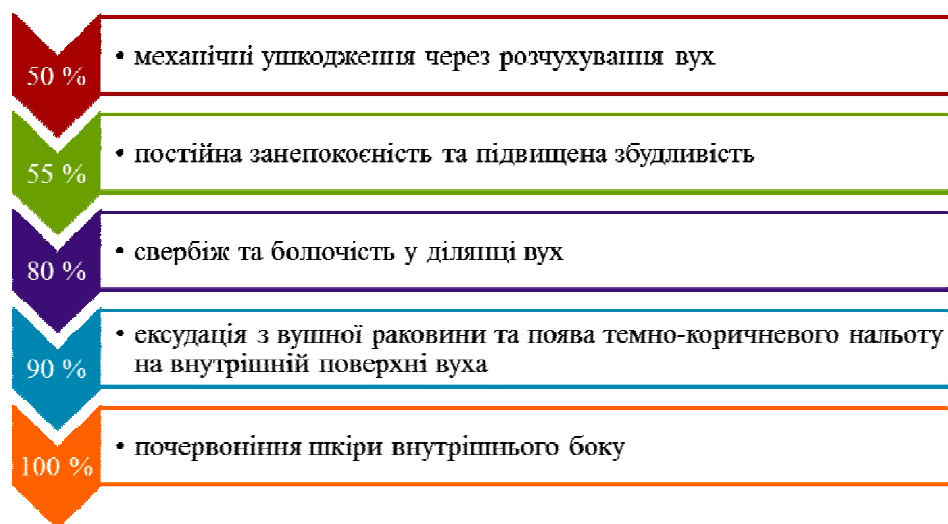 50 %
• механічні ушкодження через розчухування вух
55 %
• постійна занепокоєність та підвищена збудливість
80 %
• свербіж та болючість у ділянці вух
90 %
• ексудація з вушної раковини та поява темно-коричневого нальоту
на внутрішній поверхні вуха
100 %
• почервоніння шкіри внутрішнього боку